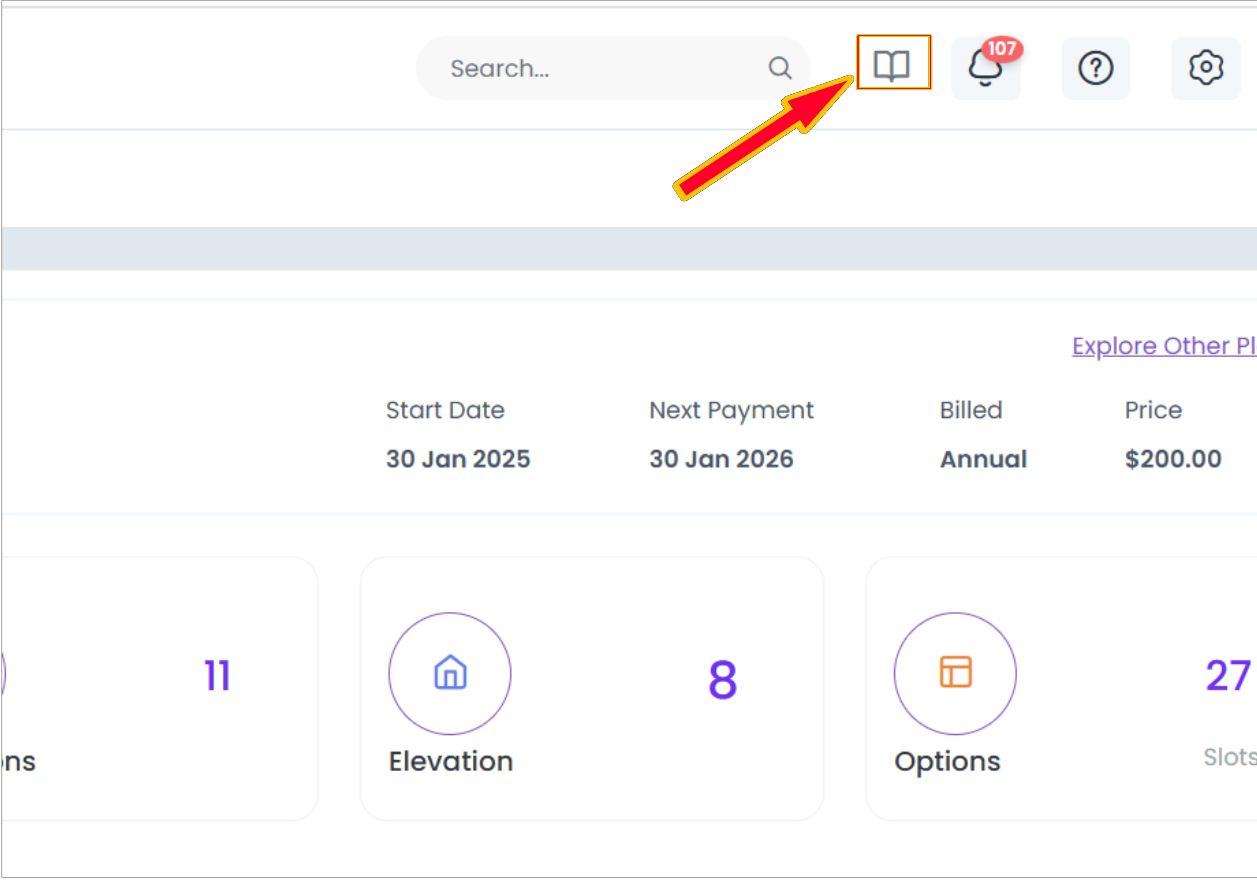 Search...
107
Explore Other Pl
Start Date Next Payment Billed Price
30 Jan 2025 30 Jan 2026 Annual $200.00
11 8 27
Slots
ns Elevation Options